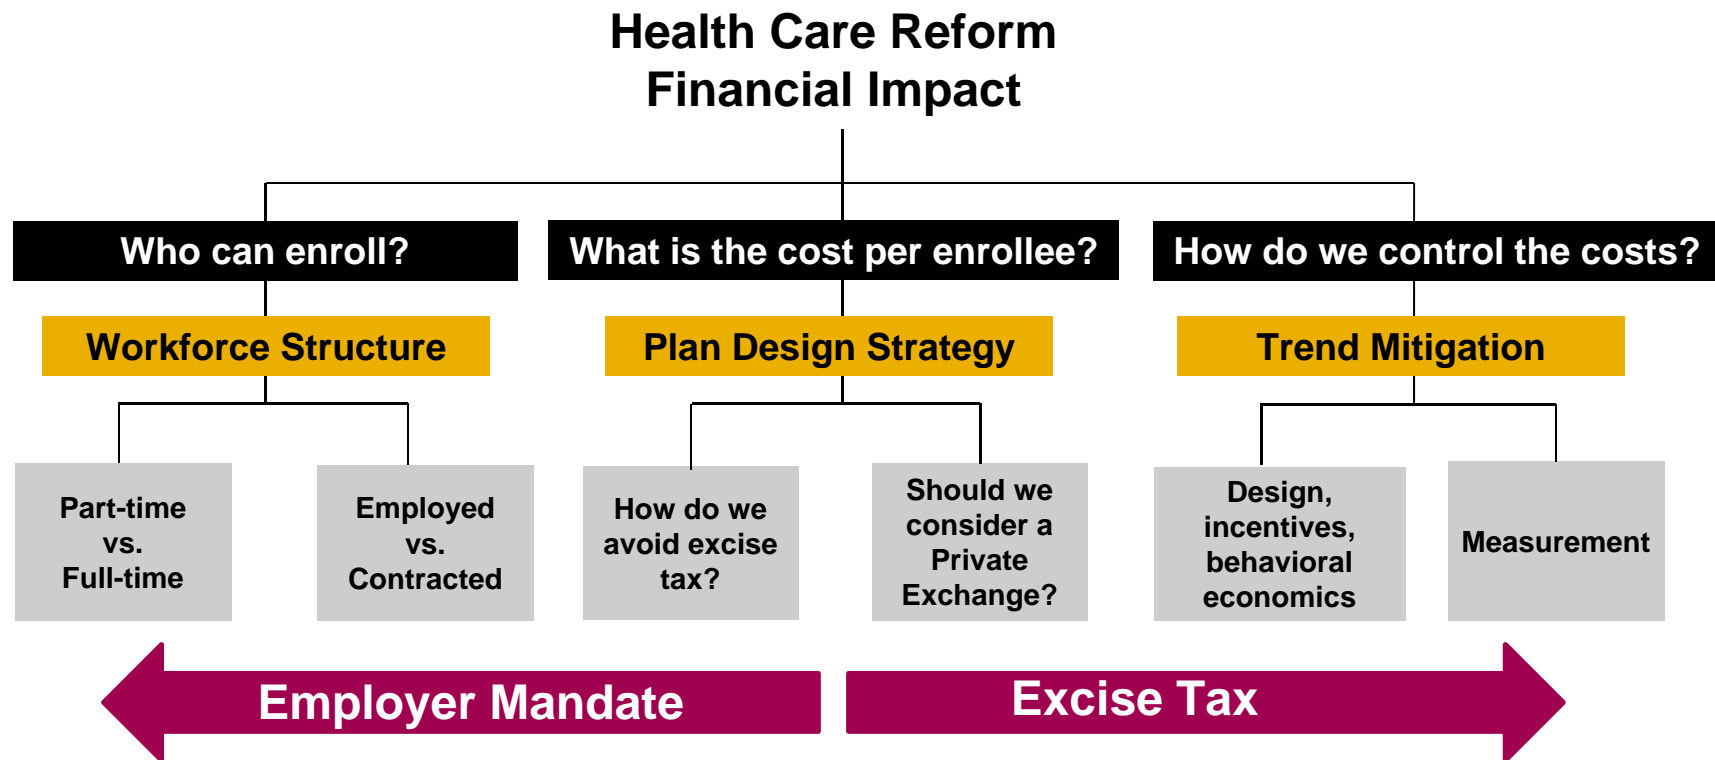 Health Care Reform
Financial Impact
Who can enroll?
What is the cost per enrollee?
How do we control the costs?
Workforce Structure
Plan Design Strategy
Trend Mitigation
Part-time
vs.
Full-time
Employed
vs.
Contracted
How do we
avoid excise
tax?
Should we
consider a
Private
Exchange?
Design,
incentives,
behavioral
economics
Measurement
Employer Mandate
Excise Tax